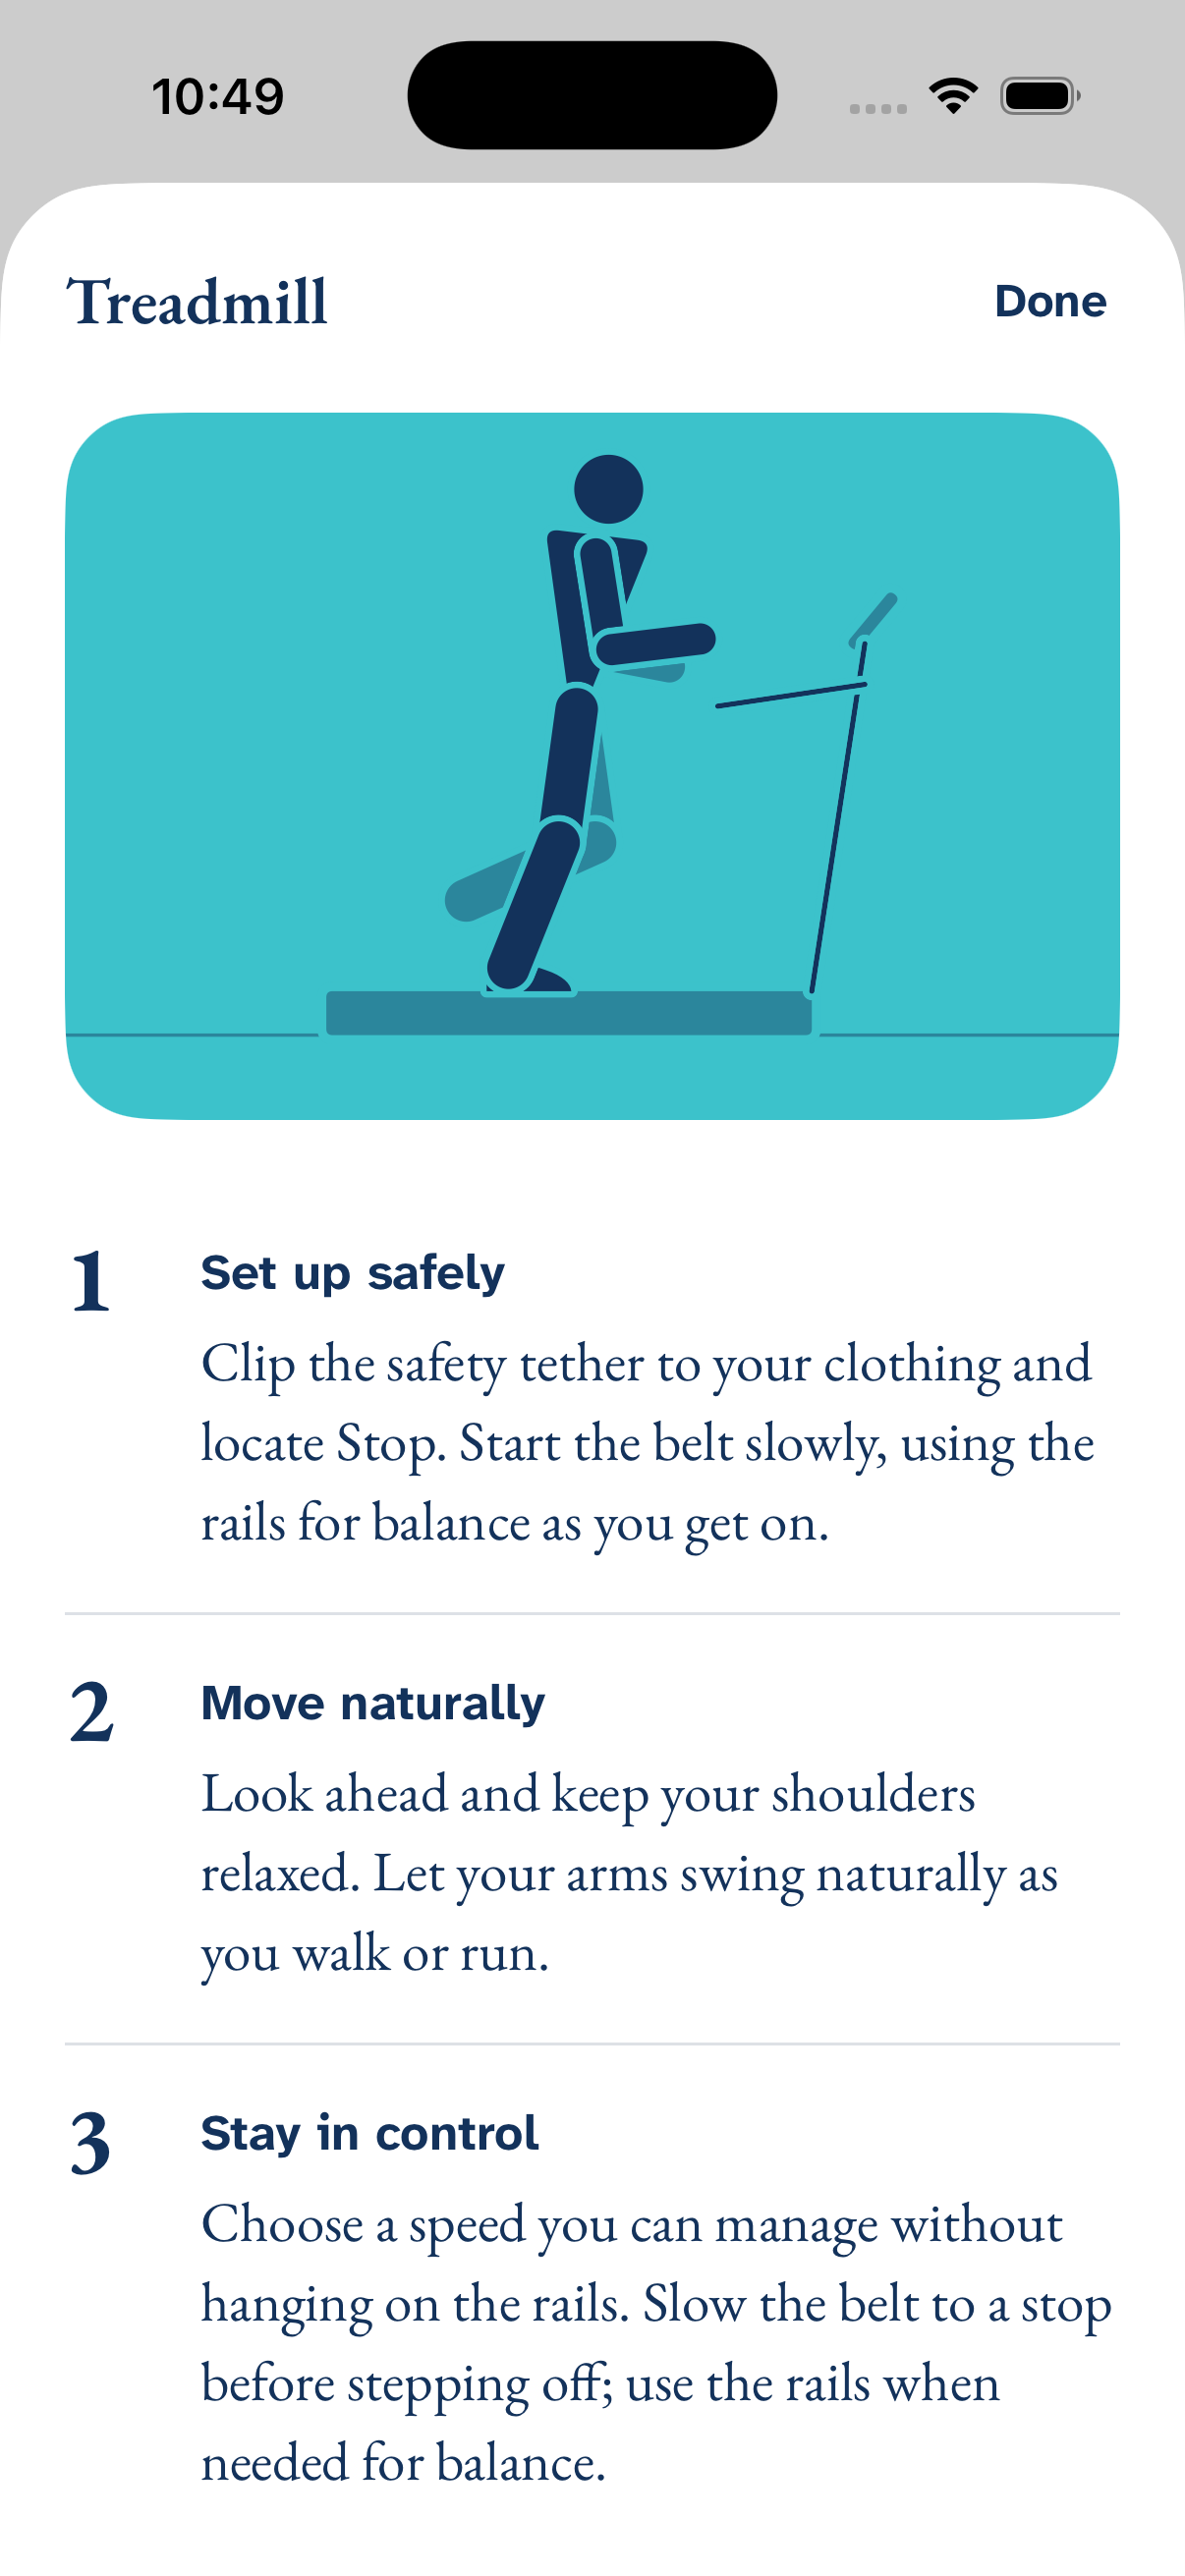 10:49
Treadmill
Done
1
Set up safely
Clip the safety tether to your clothing and
locate Stop. Start the belt slowly, using the
rails for balance as you get on.
2
Move naturally
Look ahead and keep your shoulders
relaxed. Let your arms swing naturally as
you walk or run.
3
Stay in control
Choose a speed you can manage without
hanging on the rails. Slow the belt to a stop
before stepping off; use the rails when
needed for balance.